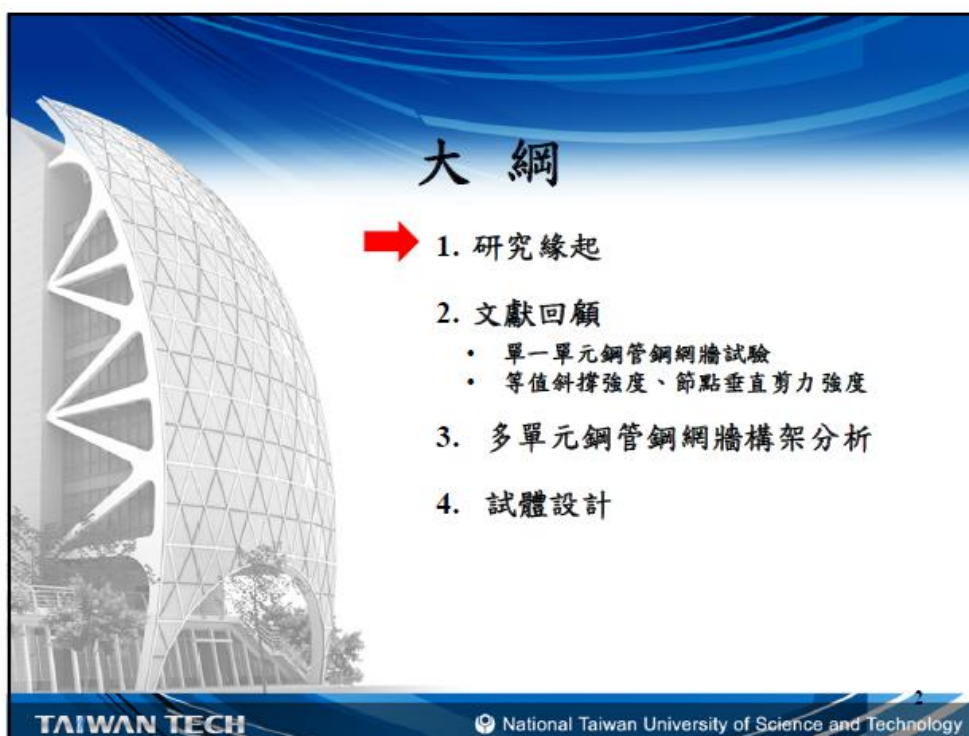 大 綱
1. 研究緣起
2. 文獻回顧
• 單一單元鋼管鋼網牆試驗
• 等值斜撐強度、節點垂直剪力強度
3. 多單元鋼管鋼網牆構架分析
4. 試體設計
2
TAIWAN TECH
National Taiwan University of Science and Technology